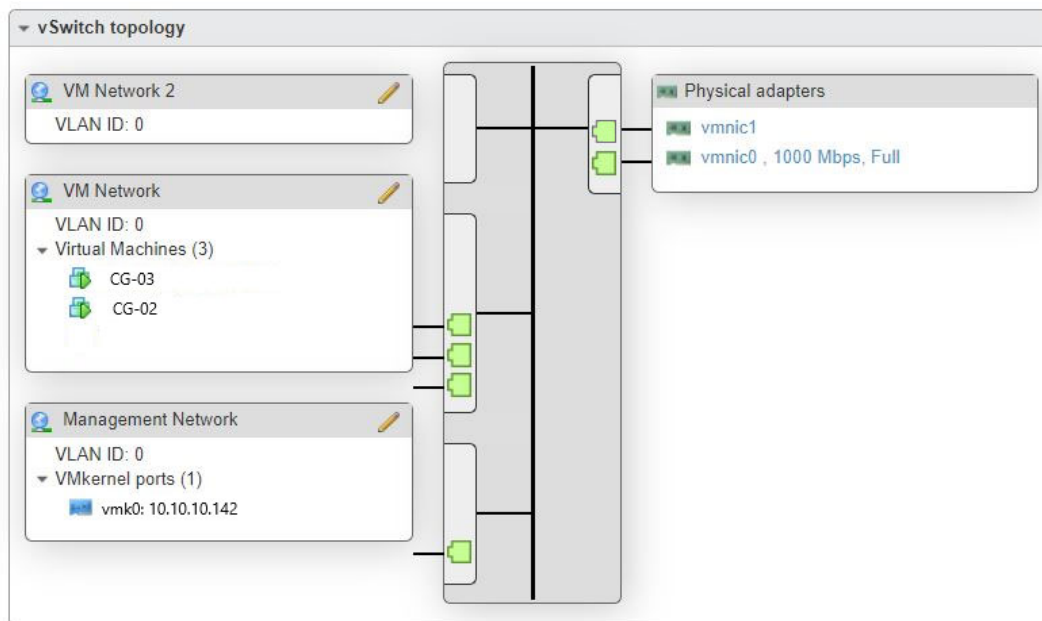 vSwitch topology
VM Network 2
VLAN ID: 0
VM Network
VLAN ID: 0
Virtual Machines (3)
CG-03
CG-02
Management Network
VLAN ID: 0
VMkernel ports (1)
vmk0: 10.10.10.142
Physical adapters
vmnic1
vmnic0 , 1000 Mbps, Full